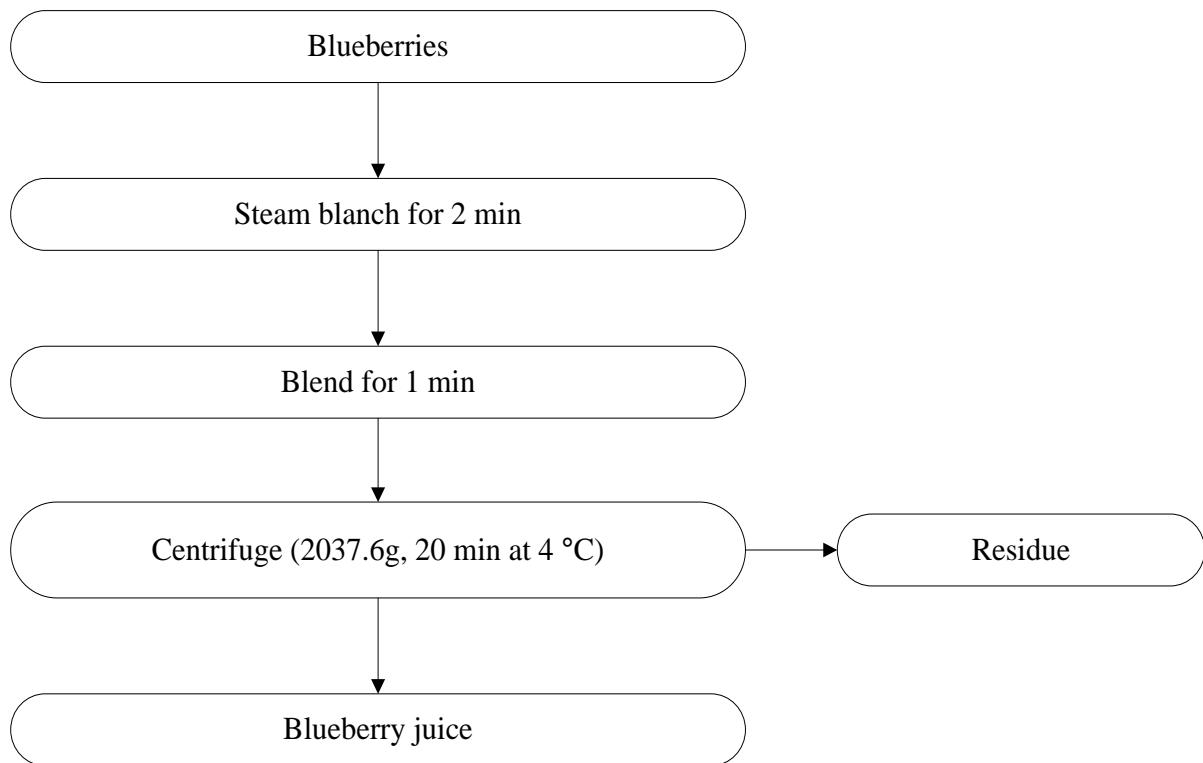 Blueberries
Steam blanch for 2 min
Blend for 1 min
Centrifuge (2037.6g, 20 min at 4 °C)
Residue
Blueberry juice